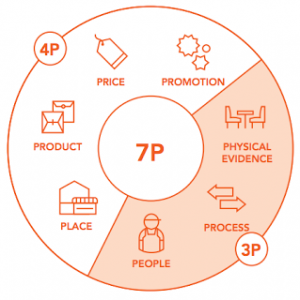 4P
PRICE
PROMOTION
PRODUCT
7P
PHYSICAL
EVIDENCE
PLACE
PROCESS
PEOPLE
3P